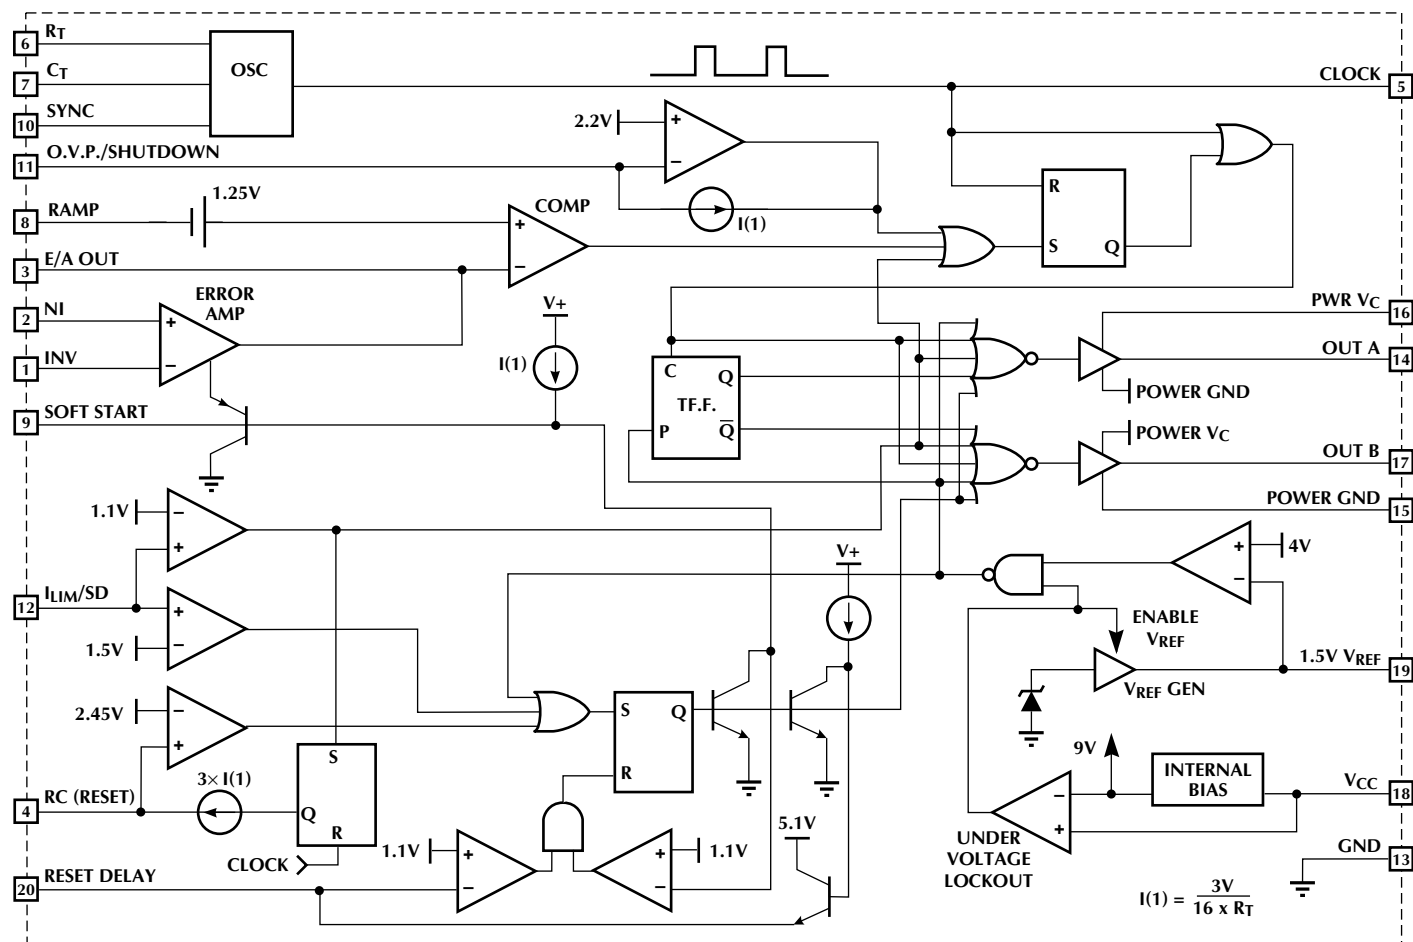 6 RT
OSC
7 CT
10 SYNC
CLOCK 5
11 O.V.P./SHUTDOWN
2.2V
+
−
I(1)
R
S
Q
8 RAMP
1.25V
COMP
+
−
3 E/A OUT
2 NI
ERROR
AMP
+
−
1 INV
V+
I(1)
9 SOFT START
C
Q
TF.F.
P
Q̅
PWR VC 16
OUT A 14
POWER GND
POWER VC
OUT B 17
POWER GND 15
1.1V
−
+
12 ILIM/SD
+
−
1.5V
V+
+
−
4V
ENABLE
VREF
1.5V VREF 19
VREF GEN
2.45V
−
+
4 RC (RESET)
3× I(1)
S
Q
R
CLOCK
S
Q
R
9V
INTERNAL
BIAS
VCC 18
−
+
UNDER
VOLTAGE
LOCKOUT
GND 13
1.1V
+
−
+
−
1.1V
5.1V
20 RESET DELAY
I(1) = 3V
16 x RT